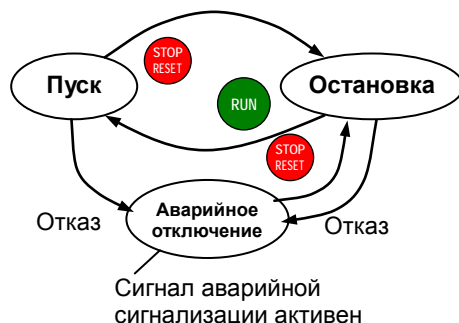 STOP
RESET
Пуск
Остановка
RUN
STOP
RESET
Аварийное
отключение
Отказ
Отказ
Сигнал аварийной
сигнализации активен